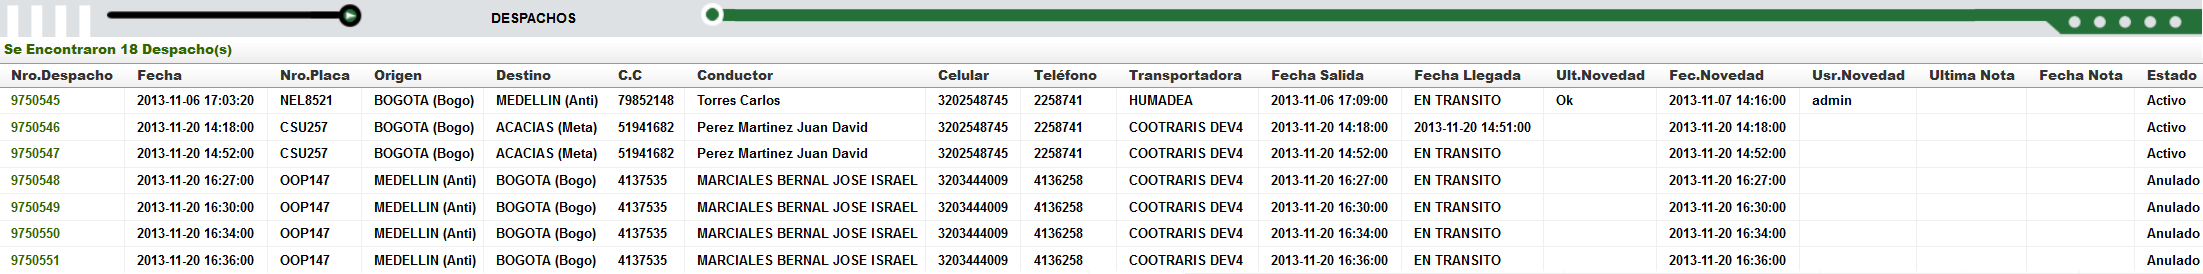 DESPACHOS
Se Encontraron 18 Despacho(s)
Nro.Despacho Fecha Nro.Placa Origen Destino C.C Conductor Celular Teléfono Transportadora Fecha Salida Fecha Llegada Ult.Novedad Fec.Novedad Usr.Novedad Ultima Nota Fecha Nota Estado
9750545 2013-11-06 17:03:20 NEL8521 BOGOTA (Bogo) MEDELLIN (Anti) 79852148 Torres Carlos 3202548745 2258741 HUMADEA 2013-11-06 17:09:00 EN TRANSITO Ok 2013-11-07 14:16:00 admin Activo
9750546 2013-11-20 14:18:00 CSU257 BOGOTA (Bogo) ACACIAS (Meta) 51941682 Perez Martinez Juan David 3202548745 2258741 COOTRARIS DEV4 2013-11-20 14:18:00 2013-11-20 14:51:00 2013-11-20 14:18:00 Activo
9750547 2013-11-20 14:52:00 CSU257 BOGOTA (Bogo) ACACIAS (Meta) 51941682 Perez Martinez Juan David 3202548745 2258741 COOTRARIS DEV4 2013-11-20 14:52:00 EN TRANSITO 2013-11-20 14:52:00 Activo
9750548 2013-11-20 16:27:00 OOP147 MEDELLIN (Anti) BOGOTA (Bogo) 4137535 MARCIALES BERNAL JOSE ISRAEL 3203444009 4136258 COOTRARIS DEV4 2013-11-20 16:27:00 EN TRANSITO 2013-11-20 16:27:00 Anulado
9750549 2013-11-20 16:30:00 OOP147 MEDELLIN (Anti) BOGOTA (Bogo) 4137535 MARCIALES BERNAL JOSE ISRAEL 3203444009 4136258 COOTRARIS DEV4 2013-11-20 16:30:00 EN TRANSITO 2013-11-20 16:30:00 Anulado
9750550 2013-11-20 16:34:00 OOP147 MEDELLIN (Anti) BOGOTA (Bogo) 4137535 MARCIALES BERNAL JOSE ISRAEL 3203444009 4136258 COOTRARIS DEV4 2013-11-20 16:34:00 EN TRANSITO 2013-11-20 16:34:00 Anulado
9750551 2013-11-20 16:36:00 OOP147 MEDELLIN (Anti) BOGOTA (Bogo) 4137535 MARCIALES BERNAL JOSE ISRAEL 3203444009 4136258 COOTRARIS DEV4 2013-11-20 16:36:00 EN TRANSITO 2013-11-20 16:36:00 Anulado